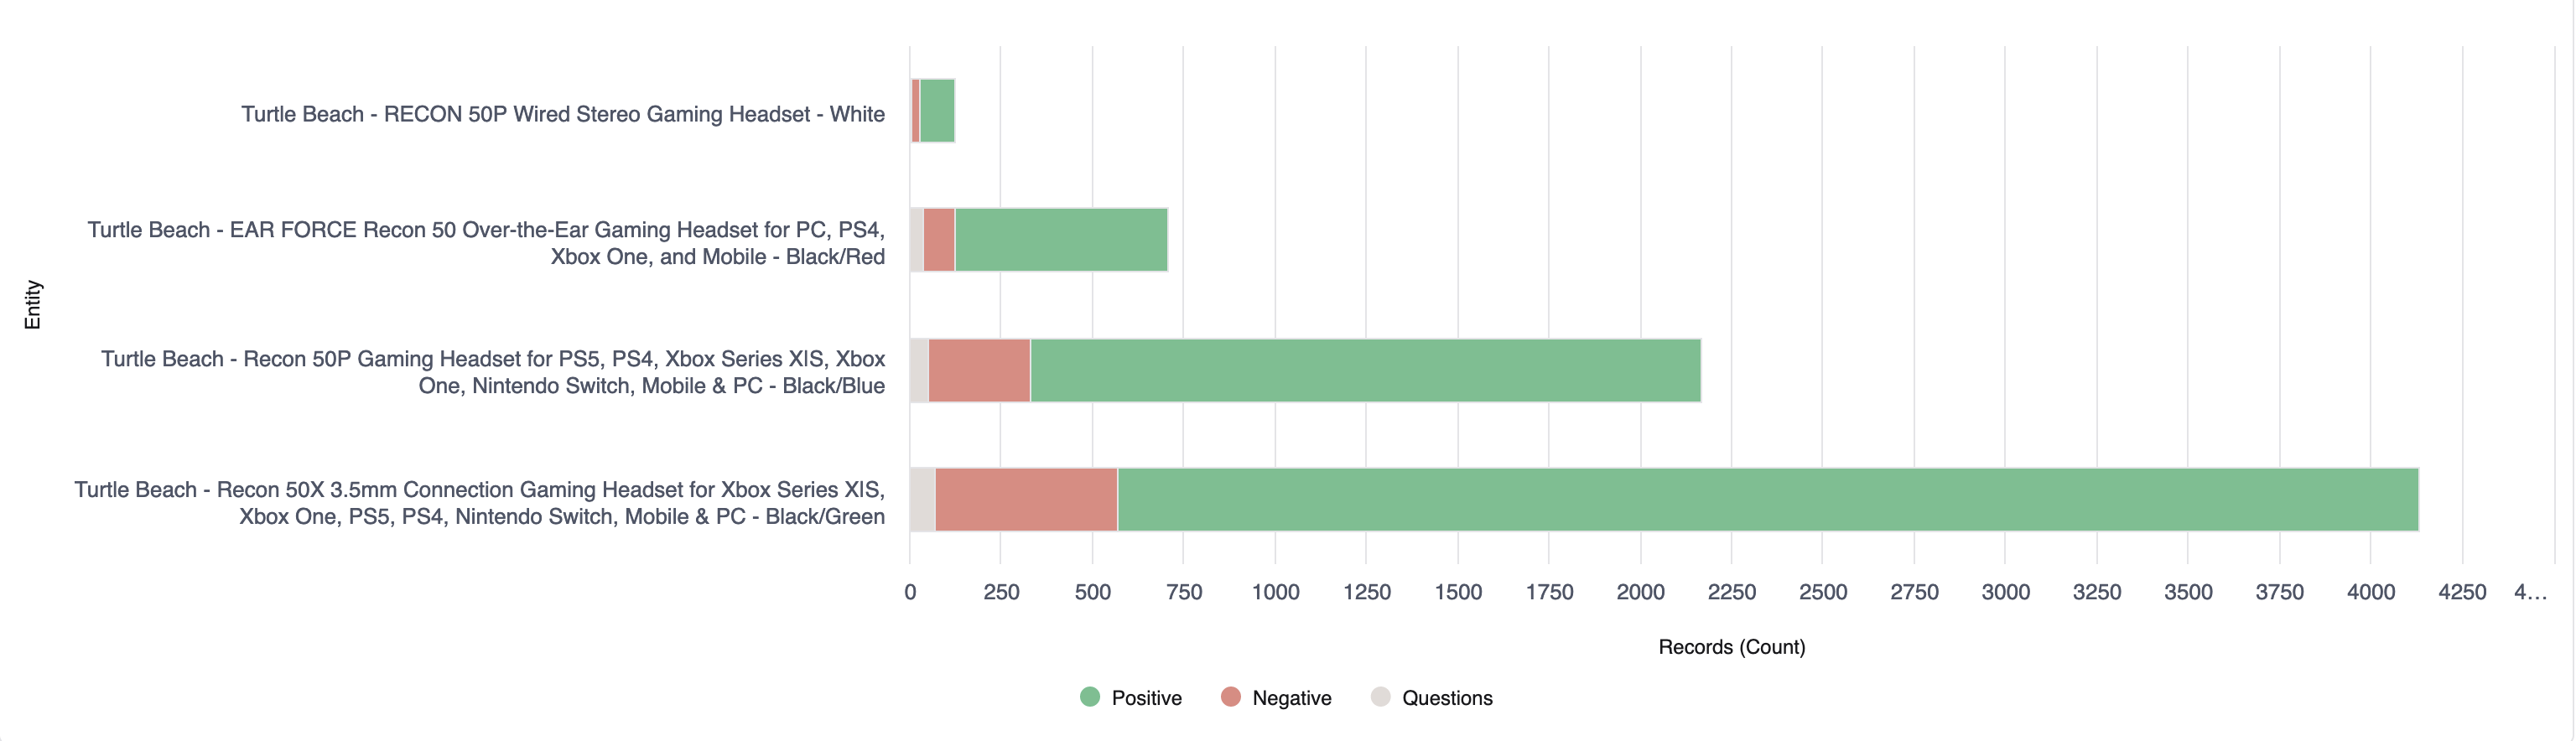 Turtle Beach - RECON 50P Wired Stereo Gaming Headset - White
Turtle Beach - EAR FORCE Recon 50 Over-the-Ear Gaming Headset for PC, PS4,
Xbox One, and Mobile - Black/Red
Turtle Beach - Recon 50P Gaming Headset for PS5, PS4, Xbox Series X|S, Xbox
One, Nintendo Switch, Mobile & PC - Black/Blue
Turtle Beach - Recon 50X 3.5mm Connection Gaming Headset for Xbox Series X|S,
Xbox One, PS5, PS4, Nintendo Switch, Mobile & PC - Black/Green
Entity
0 250 500 750 1000 1250 1500 1750 2000 2250 2500 2750 3000 3250 3500 3750 4000 4250 4...
Records (Count)
Positive Negative Questions